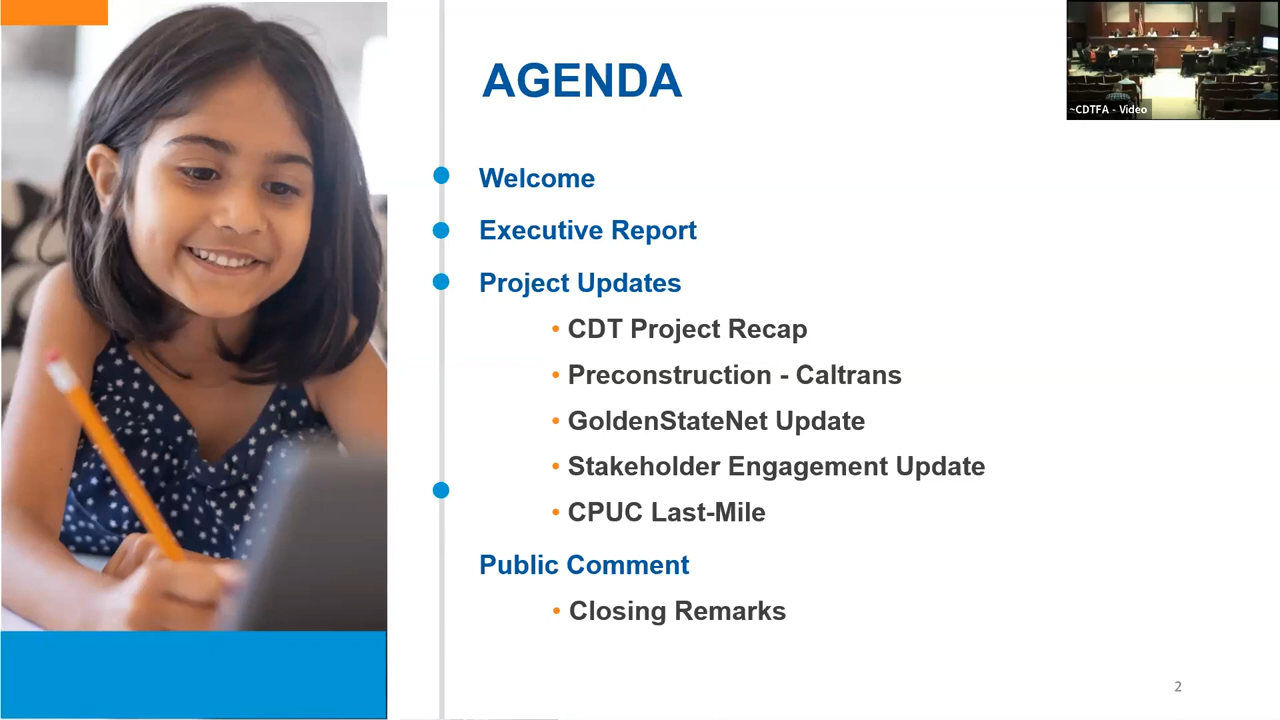 AGENDA
~CDTFA - Video
Welcome
Executive Report
Project Updates
• CDT Project Recap
• Preconstruction - Caltrans
• GoldenStateNet Update
• Stakeholder Engagement Update
• CPUC Last-Mile
Public Comment
• Closing Remarks
2